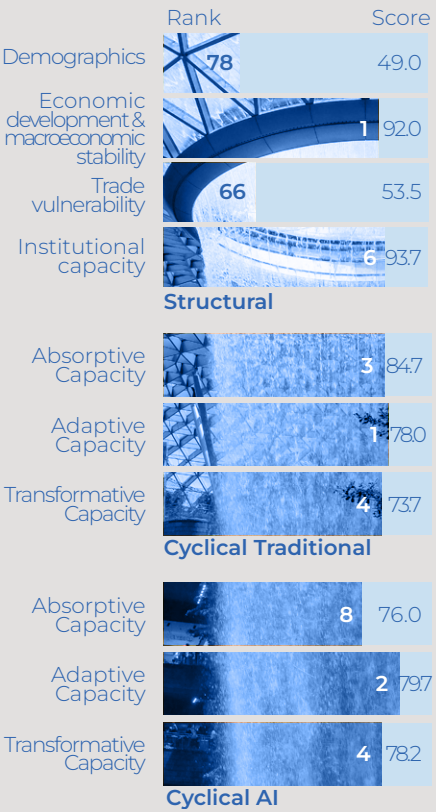 Rank Score
Demographics 78 49.0
Economic
development &
macroeconomic
stability
1 92.0
Trade
vulnerability
66 53.5
Institutional
capacity
6 93.7
Structural
Absorptive
Capacity
3 84.7
Adaptive
Capacity
1 78.0
Transformative
Capacity
4 73.7
Cyclical Traditional
Absorptive
Capacity
8 76.0
Adaptive
Capacity
2 79.7
Transformative
Capacity
4 78.2
Cyclical AI